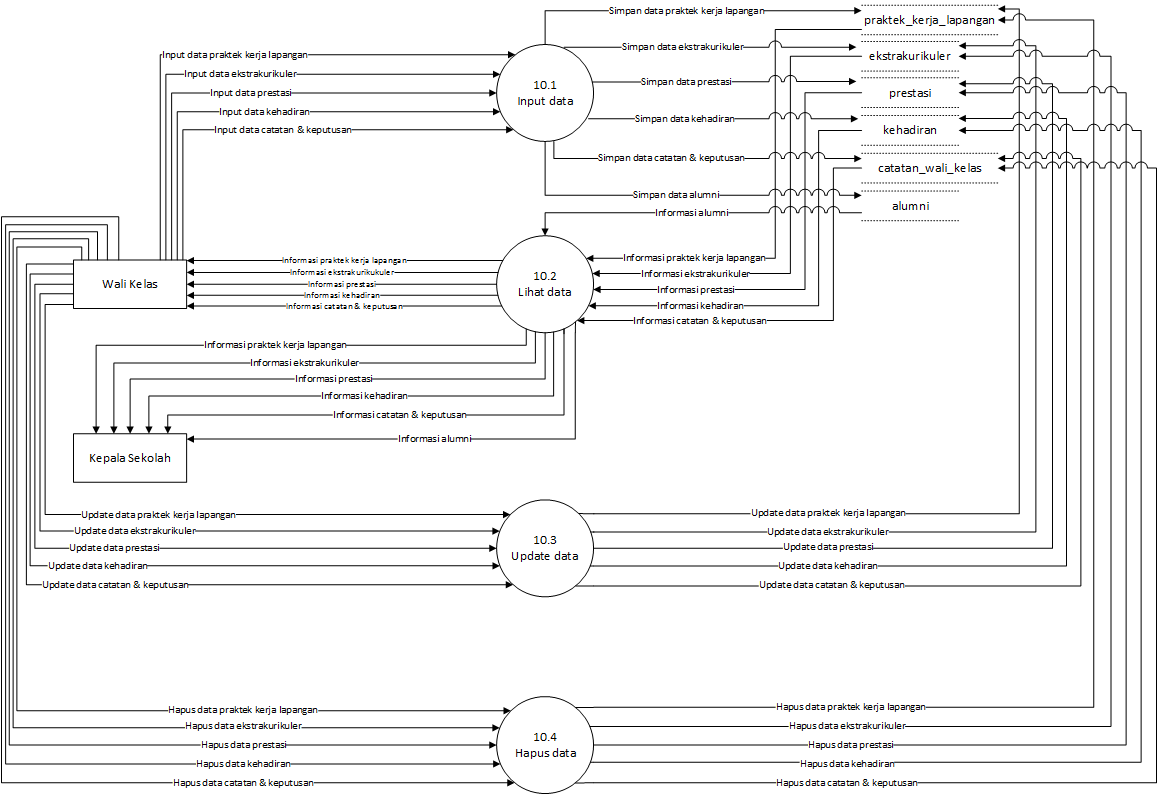 Simpan data praktek kerja lapangan
praktek_kerja_lapangan
Simpan data ekstrakurikuler
Input data praktek kerja lapangan
ekstrakurikuler
Input data ekstrakurikuler
Simpan data prestasi
10.1
Input data
Input data prestasi
prestasi
Input data kehadiran
Simpan data kehadiran
Input data catatan & keputusan
kehadiran
Simpan data catatan & keputusan
catatan_wali_kelas
Simpan data alumni
alumni
Informasi alumni
Informasi praktek kerja lapangan
Informasi ekstrakurikukuler
Informasi prestasi
Informasi kehadiran
Informasi catatan & keputusan
Wali Kelas
10.2
Lihat data
Informasi praktek kerja lapangan
Informasi ekstrakurikuler
Informasi prestasi
Informasi kehadiran
Informasi catatan & keputusan
Informasi praktek kerja lapangan
Informasi ekstrakurikuler
Informasi prestasi
Informasi kehadiran
Informasi catatan & keputusan
Informasi alumni
Kepala Sekolah
Update data praktek kerja lapangan
Update data ekstrakurikuler
Update data prestasi
Update data kehadiran
Update data catatan & keputusan
10.3
Update data
Update data praktek kerja lapangan
Update data ekstrakurikuler
Update data prestasi
Update data kehadiran
Update data catatan & keputusan
Hapus data praktek kerja lapangan
Hapus data ekstrakurikuler
Hapus data prestasi
Hapus data kehadiran
Hapus data catatan & keputusan
10.4
Hapus data
Hapus data praktek kerja lapangan
Hapus data ekstrakurikuler
Hapus data prestasi
Hapus data kehadiran
Hapus data catatan & keputusan